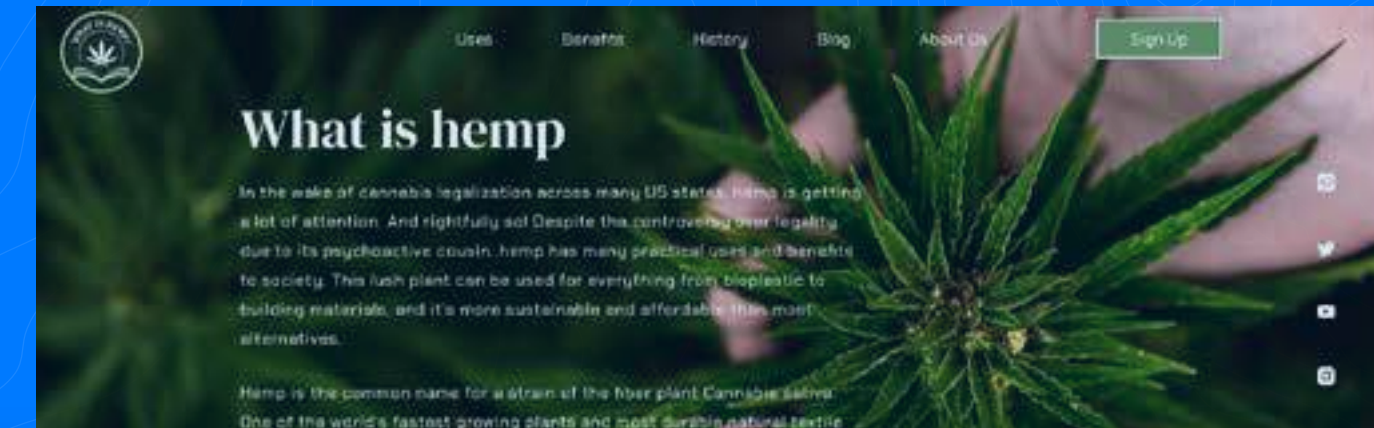 WHAT IS HEMP?
Uses
Benefits
History
Blog
About Us
Sign Up
What is hemp
In the wake of cannabis legalization across many US states, hemp is getting
a lot of attention. And rightfully so! Despite the controversy over legality
due to its psychoactive cousin, hemp has many practical uses and benefits
to society. This lush plant can be used for everything from bioplastic to
building materials, and it's more sustainable and affordable than most
alternatives.
Hemp is the common name for a strain of the fiber plant Cannabis sativa.
One of the world's fastest growing plants and most durable natural textile